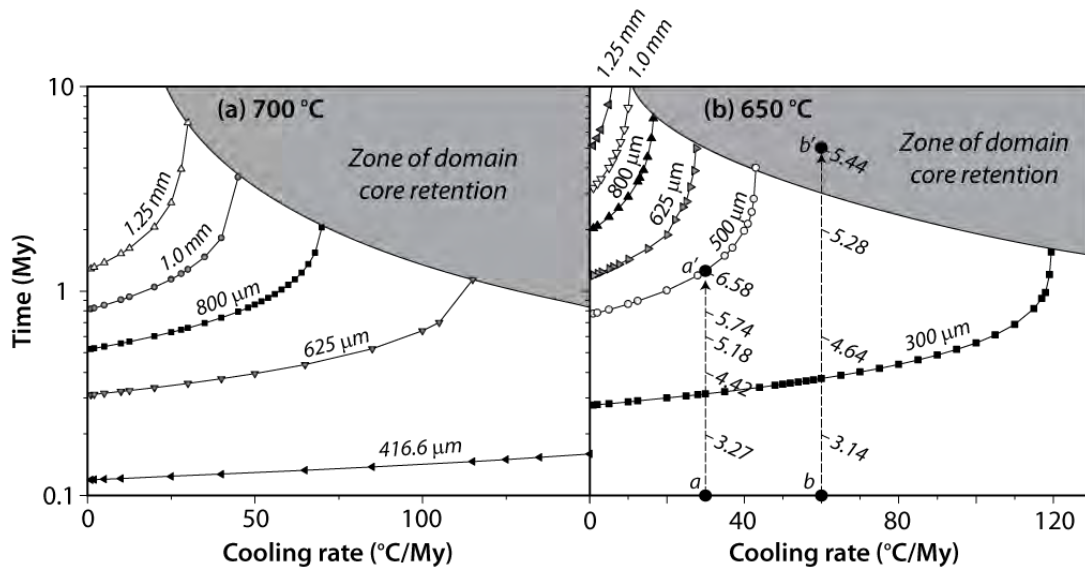 1.25 mm
1.0 mm
10
(a) 700 °C
(b) 650 °C
Zone of domain
core retention
Zone of domain
core retention
b′
5.44
1.25 mm
1.0 mm
800 µm
625 µm
416.6 µm
800 µm
625 µm
500 µm
300 µm
5.28
a′
6.58
5.74
5.18
4.42
3.27
4.64
3.14
a
b
Time (My)
1
0.1
0
50
100
0
40
80
120
Cooling rate (°C/My)
Cooling rate (°C/My)